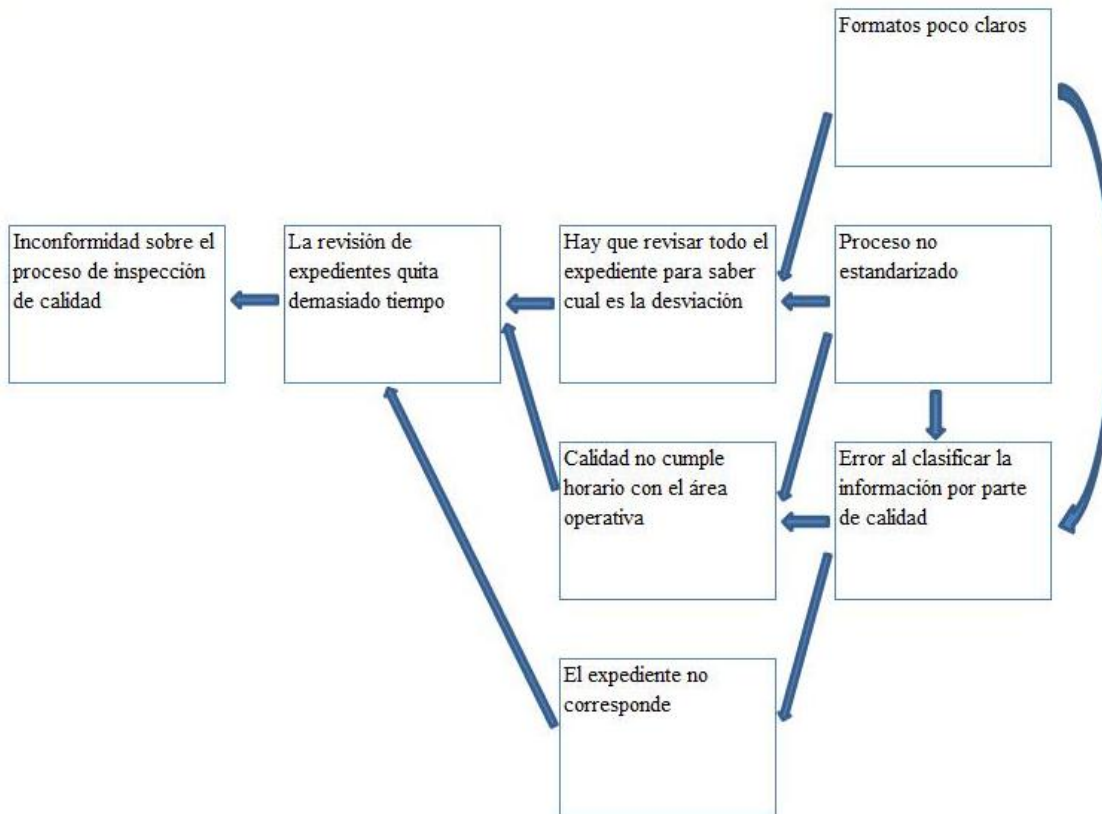 Formatos poco claros
Inconformidad sobre el
proceso de inspección
de calidad
La revisión de
expedientes quita
demasiado tiempo
Hay que revisar todo el
expediente para saber
cual es la desviación
Proceso no
estandarizado
Calidad no cumple
horario con el área
operativa
Error al clasificar la
información por parte
de calidad
El expediente no
corresponde